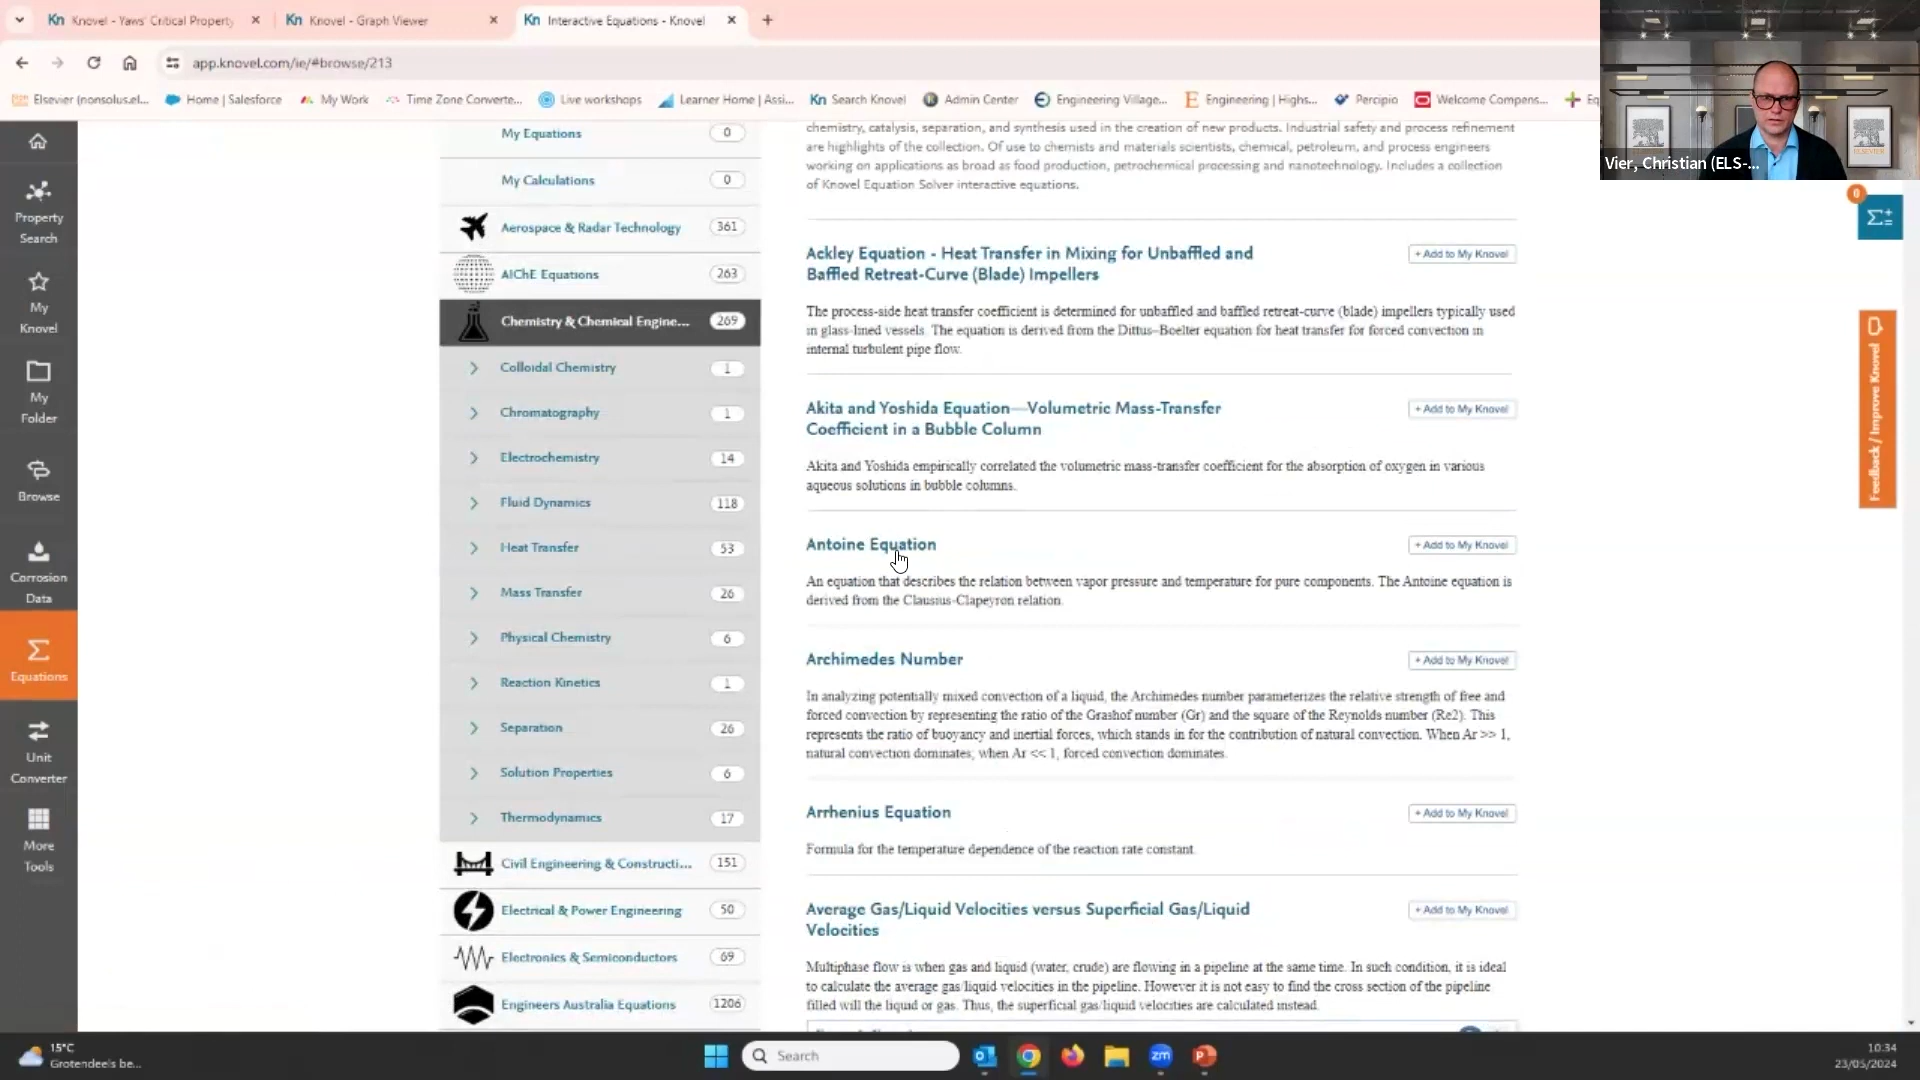 Knovel - Yaws' Critical Property
Knovel - Graph Viewer
Interactive Equations - Knovel
app.knovel.com/ie/#browse/213
Elsevier (nonsolus.el...
Home | Salesforce
My Work
Time Zone Converte...
Live workshops
Learner Home | Assi...
Kn Search Knovel
Admin Center
Engineering Village...
Engineering | Highs...
Percipio
Welcome Compens...
Vier, Christian (ELS-...
Property
Search
My
Knovel
My
Folder
Browse
Corrosion
Data
Equations
Unit
Converter
More
Tools
My Equations 0
My Calculations 0
Aerospace & Radar Technology 361
AIChE Equations 263
Chemistry & Chemical Engine... 269
Colloidal Chemistry 1
Chromatography 1
Electrochemistry 14
Fluid Dynamics 118
Heat Transfer 53
Mass Transfer 26
Physical Chemistry 6
Reaction Kinetics 1
Separation 26
Solution Properties 6
Thermodynamics 17
Civil Engineering & Constructi... 151
Electrical & Power Engineering 50
Electronics & Semiconductors 69
Engineers Australia Equations 1206
chemistry, catalysis, separation, and synthesis used in the creation of new products. Industrial safety and process refinement
are highlights of the collection. Of use to chemists and materials scientists, chemical, petroleum, and process engineers
working on applications as broad as food production, petrochemical processing and nanotechnology. Includes a collection
of Knovel Equation Solver interactive equations.
Ackley Equation - Heat Transfer in Mixing for Unbaffled and
Baffled Retreat-Curve (Blade) Impellers
+ Add to My Knovel
The process-side heat transfer coefficient is determined for unbaffled and baffled retreat-curve (blade) impellers typically used
in glass-lined vessels. The equation is derived from the Dittus–Boelter equation for heat transfer for forced convection in
internal turbulent pipe flow.
Akita and Yoshida Equation—Volumetric Mass-Transfer
Coefficient in a Bubble Column
+ Add to My Knovel
Akita and Yoshida empirically correlated the volumetric mass-transfer coefficient for the absorption of oxygen in various
aqueous solutions in bubble columns.
Antoine Equation
+ Add to My Knovel
An equation that describes the relation between vapor pressure and temperature for pure components. The Antoine equation is
derived from the Clausius-Clapeyron relation.
Archimedes Number
+ Add to My Knovel
In analyzing potentially mixed convection of a liquid, the Archimedes number parameterizes the relative strength of free and
forced convection by representing the ratio of the Grashof number (Gr) and the square of the Reynolds number (Re2). This
represents the ratio of buoyancy and inertial forces, which stands in for the contribution of natural convection. When Ar >> 1,
natural convection dominates; when Ar << 1, forced convection dominates.
Arrhenius Equation
+ Add to My Knovel
Formula for the temperature dependence of the reaction rate constant.
Average Gas/Liquid Velocities versus Superficial Gas/Liquid
Velocities
+ Add to My Knovel
Multiphase flow is when gas and liquid (water, crude) are flowing in a pipeline at the same time. In such condition, it is ideal
to calculate the average gas/liquid velocities in the pipeline. However it is not easy to find the cross section of the pipeline
filled will the liquid or gas. Thus, the superficial gas/liquid velocities are calculated instead.
0
Feedback / Improve Knovel
15°C
Grotendeels be...
Search
10:34
23/05/2024